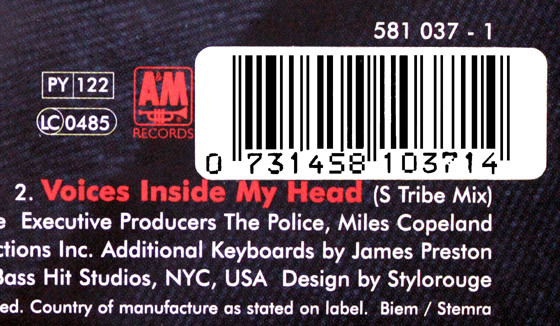 581 037 - 1
PY 122
A&M
LC 0485
RECORDS
0 731458 103714
2. Voices Inside My Head (S Tribe Mix)
e Executive Producers The Police, Miles Copeland
ctions Inc. Additional Keyboards by James Preston
Bass Hit Studios, NYC, USA Design by Stylorouge
ed. Country of manufacture as stated on label. Biem / Stemra